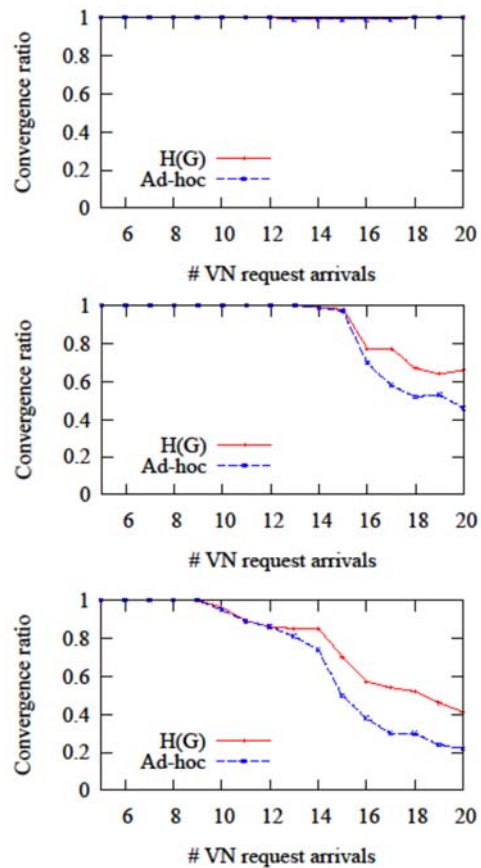 1
0.8
0.6
0.4
0.2
0
Convergence ratio
H(G)
Ad-hoc
6 8 10 12 14 16 18 20
# VN request arrivals
1
0.8
0.6
0.4
0.2
0
Convergence ratio
H(G)
Ad-hoc
6 8 10 12 14 16 18 20
# VN request arrivals
1
0.8
0.6
0.4
0.2
0
Convergence ratio
H(G)
Ad-hoc
6 8 10 12 14 16 18 20
# VN request arrivals